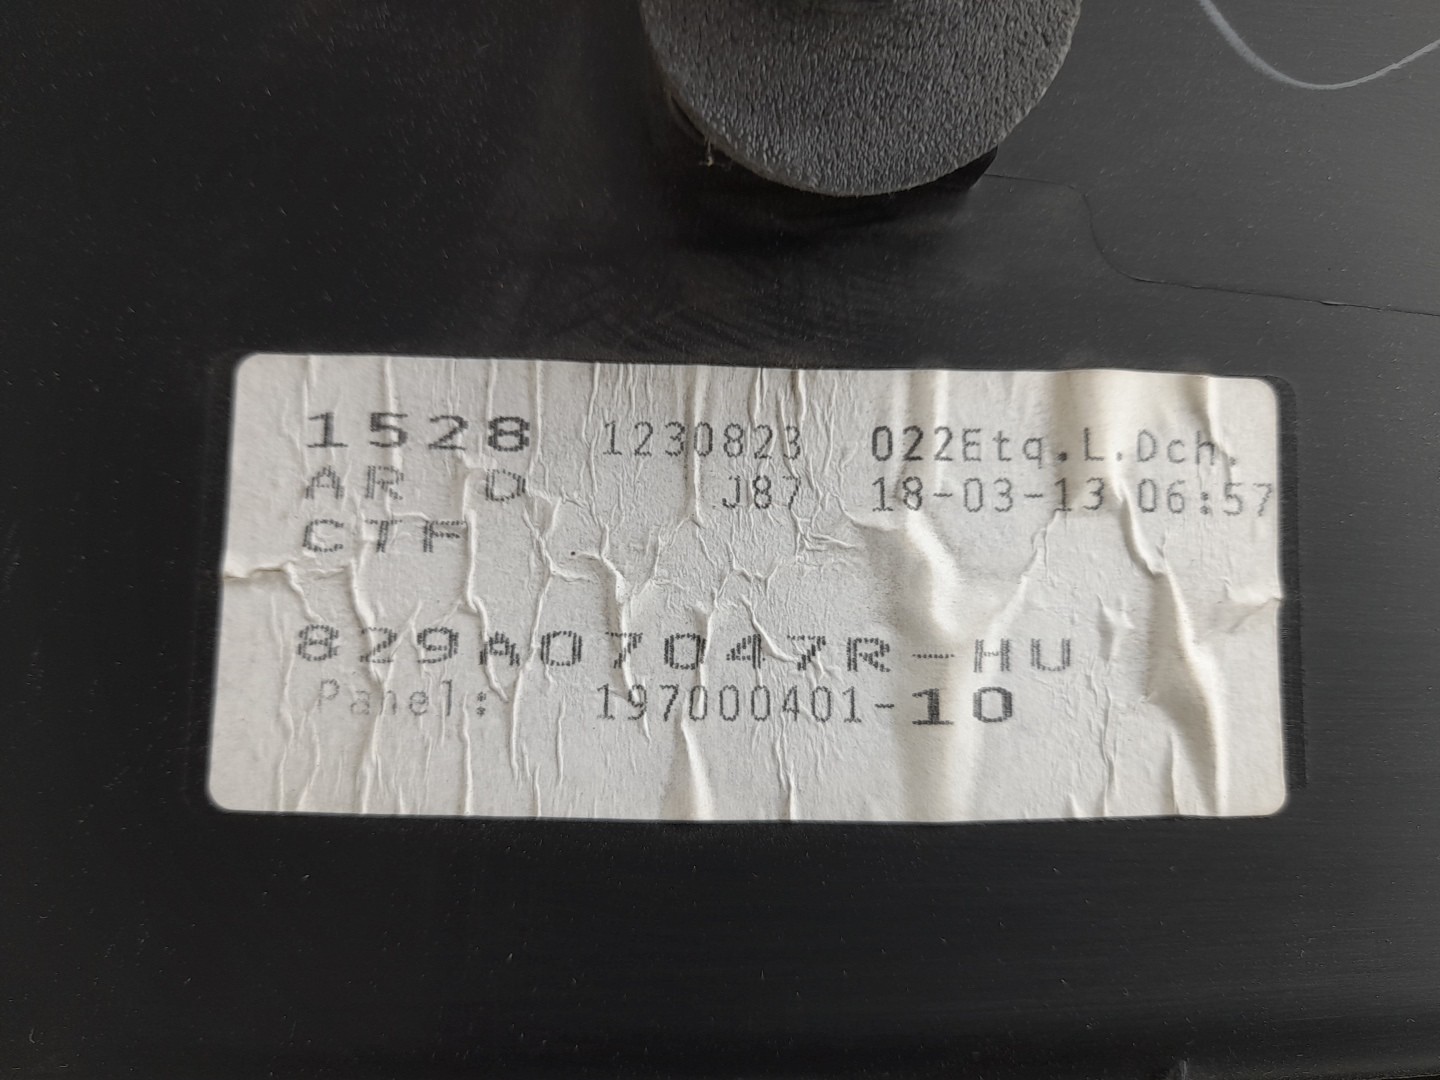 1528 1230823 022Etq.L.Dch.
AR D J87 18-03-13 06:57
CTF
829A07047R-HU
Panel: 197000401-10